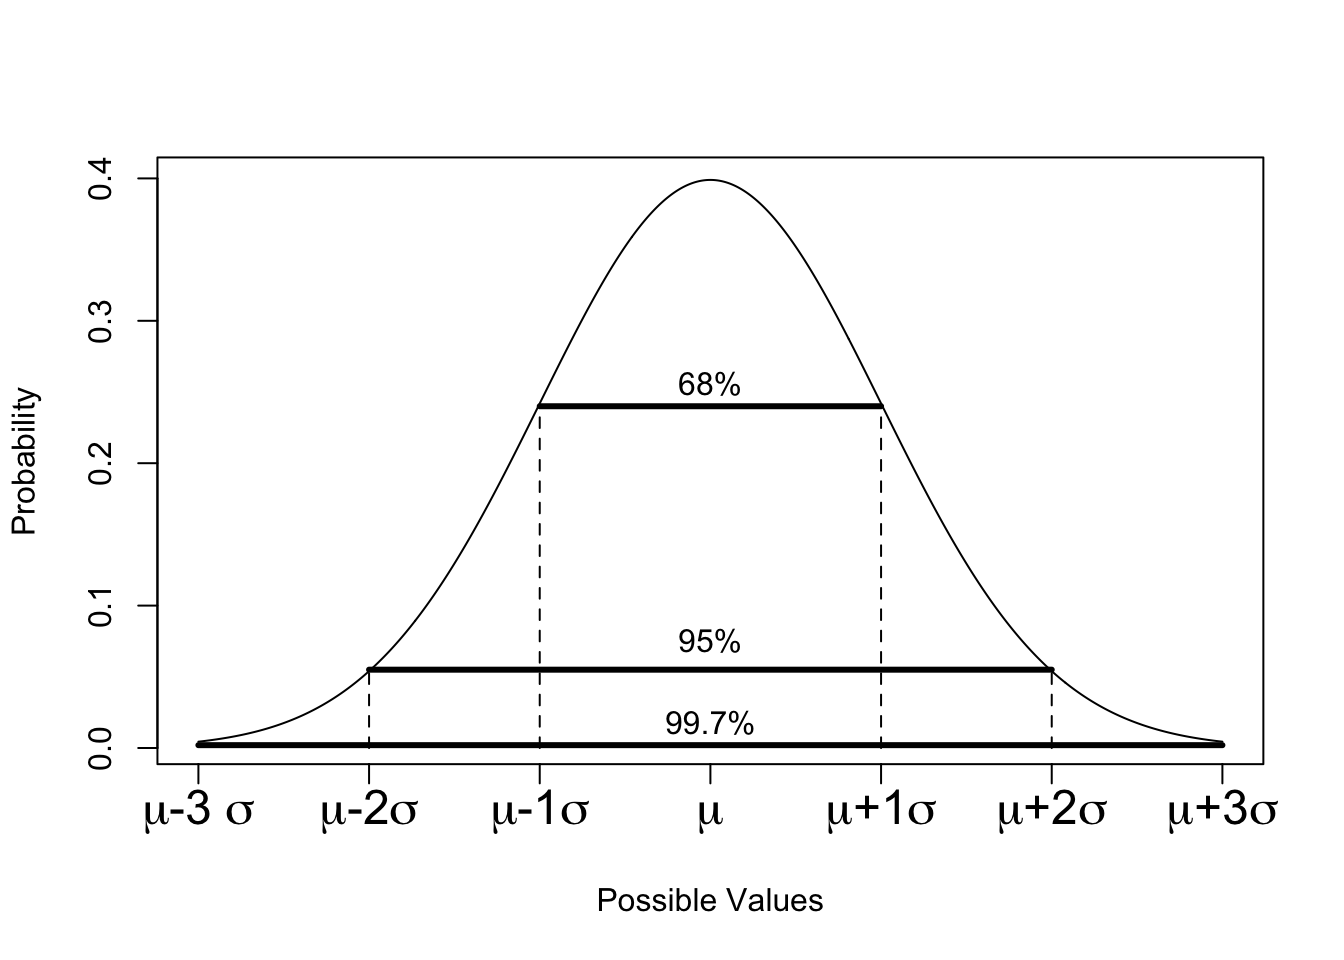 0.4
0.3
0.2
0.1
0.0
Probability
68%
95%
99.7%
μ-3 σ
μ-2σ
μ-1σ
μ
μ+1σ
μ+2σ
μ+3σ
Possible Values